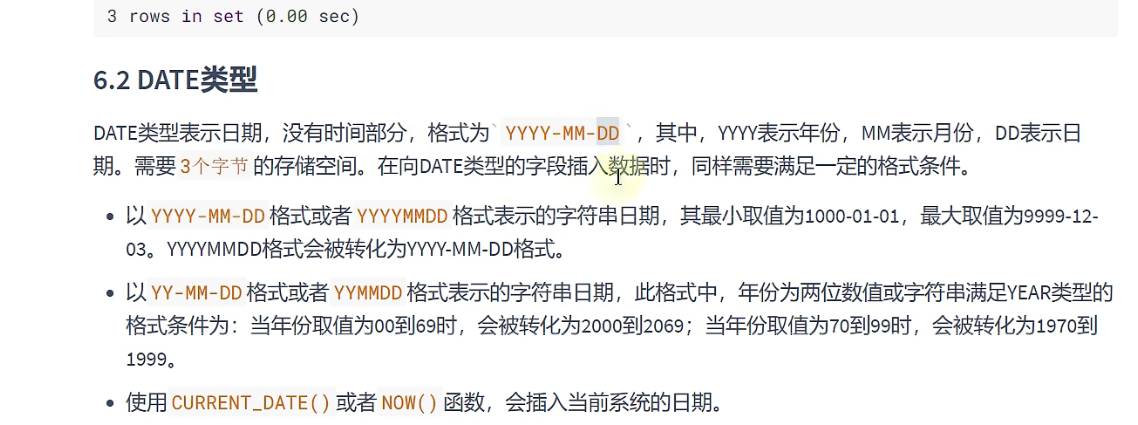 3 rows in set (0.00 sec)
6.2 DATE类型
DATE类型表示日期，没有时间部分，格式为` YYYY-MM-DD `，其中，YYYY表示年份，MM表示月份，DD表示日
期。需要 3个字节 的存储空间。在向DATE类型的字段插入数据时，同样需要满足一定的格式条件。
• 以 YYYY-MM-DD 格式或者 YYYYMMDD 格式表示的字符串日期，其最小取值为1000-01-01，最大取值为9999-12-
03。YYYYMMDD格式会被转化为YYYY-MM-DD格式。
• 以 YY-MM-DD 格式或者 YYMMDD 格式表示的字符串日期，此格式中，年份为两位数值或字符串满足YEAR类型的
格式条件为：当年份取值为00到69时，会被转化为2000到2069；当年份取值为70到99时，会被转化为1970到
1999。
• 使用 CURRENT_DATE() 或者 NOW() 函数，会插入当前系统的日期。